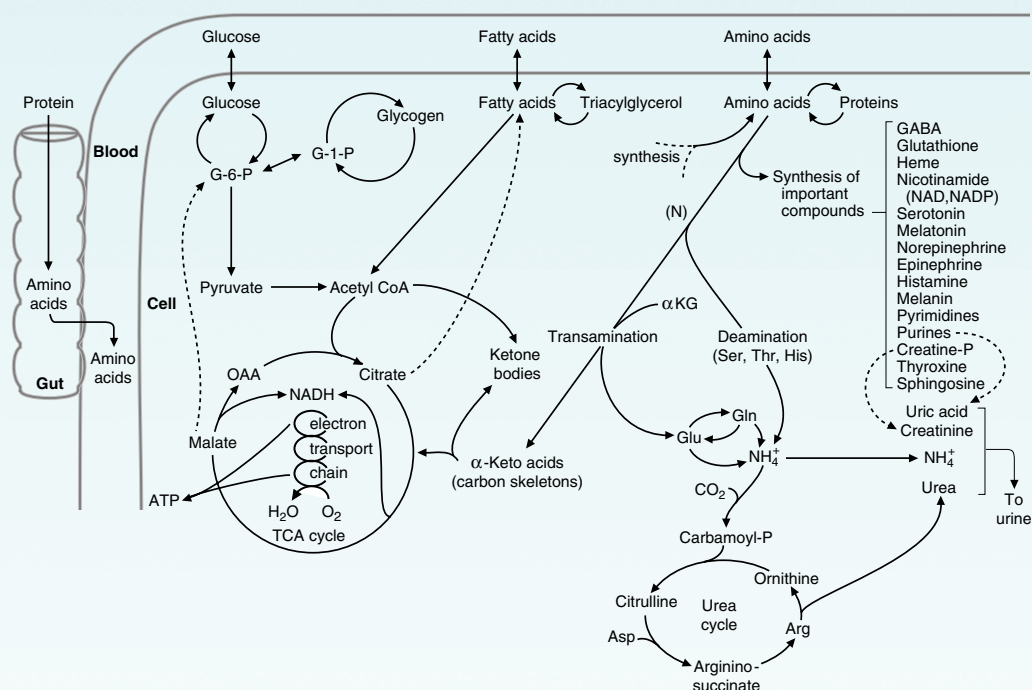 Glucose
Fatty acids
Amino acids
Protein
Glucose
Glycogen
Fatty acids
Triacylglycerol
Amino acids
Proteins
Blood
G-1-P
G-6-P
synthesis
Synthesis of
important
compounds
GABA
Glutathione
Heme
Nicotinamide
(NAD,NADP)
Serotonin
Melatonin
Norepinephrine
Epinephrine
Histamine
Melanin
Pyrimidines
Purines
Creatine-P
Thyroxine
Sphingosine
(N)
Amino
acids
Cell
Pyruvate
Acetyl CoA
αKG
Transamination
Deamination
(Ser, Thr, His)
Amino
acids
Gut
Ketone
bodies
OAA
Citrate
NADH
electron
transport
chain
Malate
ATP
H₂O
O₂
TCA cycle
α-Keto acids
(carbon skeletons)
Glu
Gln
NH₄⁺
Uric acid
Creatinine
NH₄⁺
Urea
To
urine
CO₂
Carbamoyl-P
Ornithine
Citrulline
Urea
cycle
Asp
Arg
Arginino-
succinate